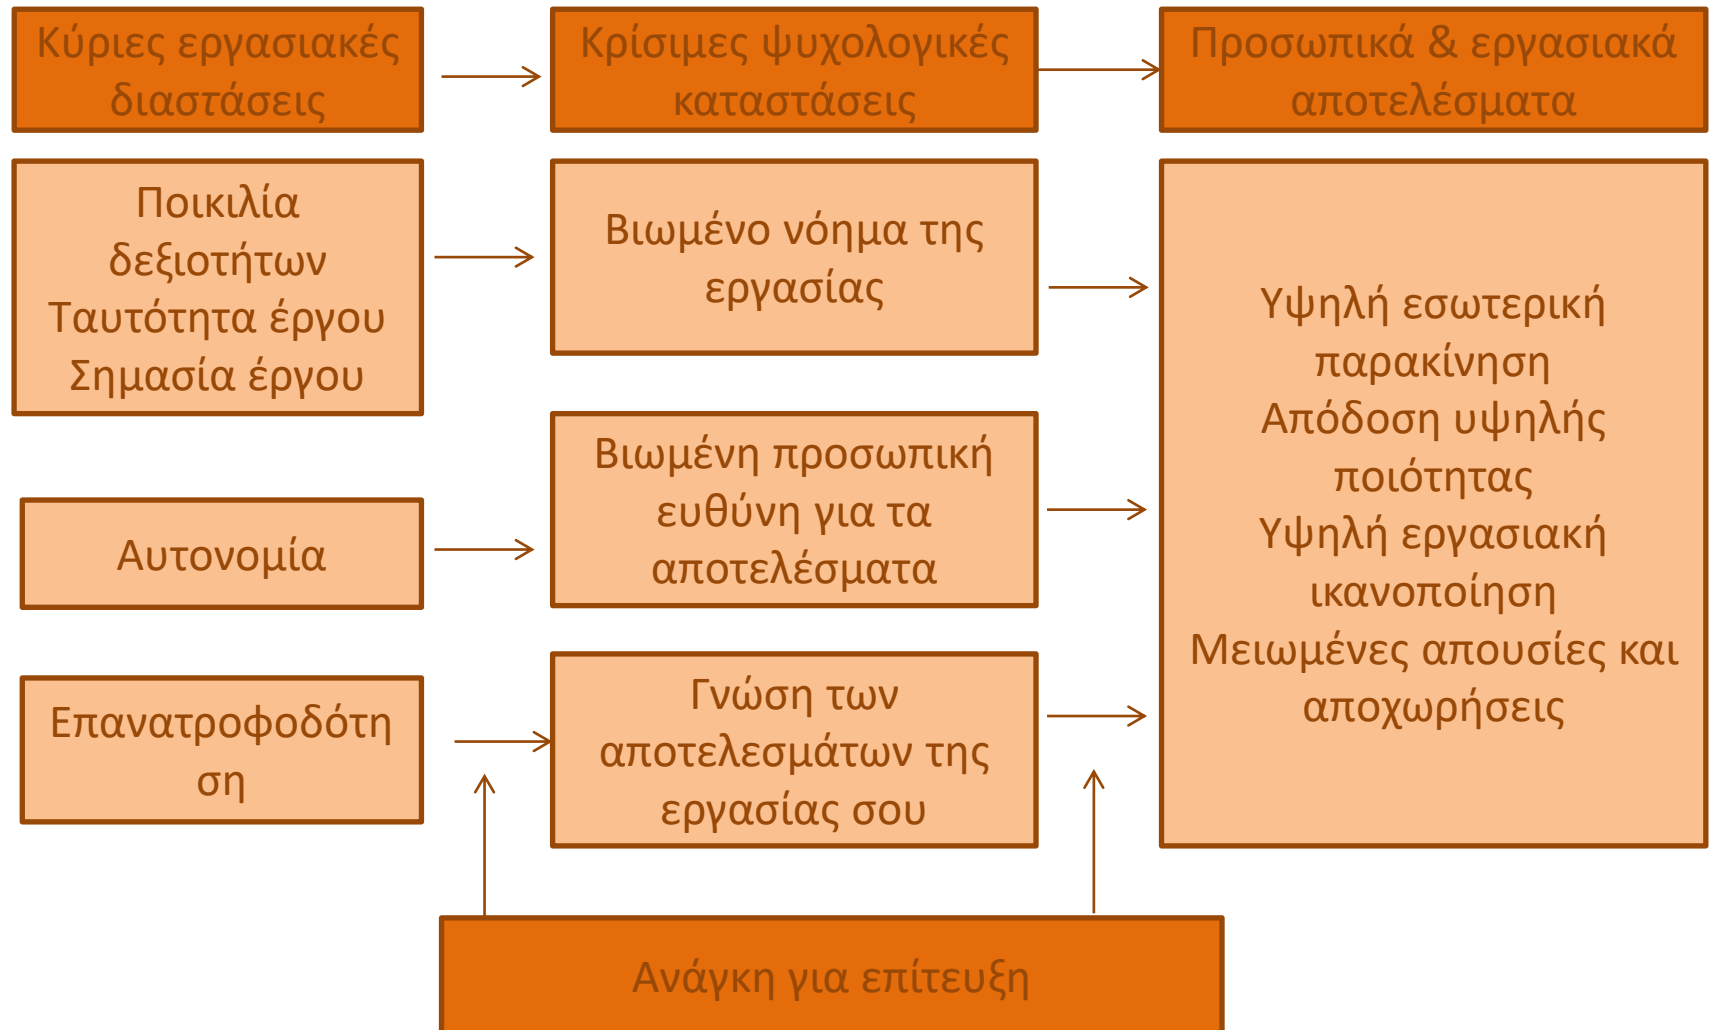 Κύριες εργασιακές
διαστάσεις
Κρίσιμες ψυχολογικές
καταστάσεις
Προσωπικά & εργασιακά
αποτελέσματα
Ποικιλία
δεξιοτήτων
Ταυτότητα έργου
Σημασία έργου
Βιωμένο νόημα της
εργασίας
Υψηλή εσωτερική
παρακίνηση
Απόδοση υψηλής
ποιότητας
Υψηλή εργασιακή
ικανοποίηση
Μειωμένες απουσίες και
αποχωρήσεις
Αυτονομία
Βιωμένη προσωπική
ευθύνη για τα
αποτελέσματα
Επανατροφοδότη
ση
Γνώση των
αποτελεσμάτων της
εργασίας σου
Ανάγκη για επίτευξη